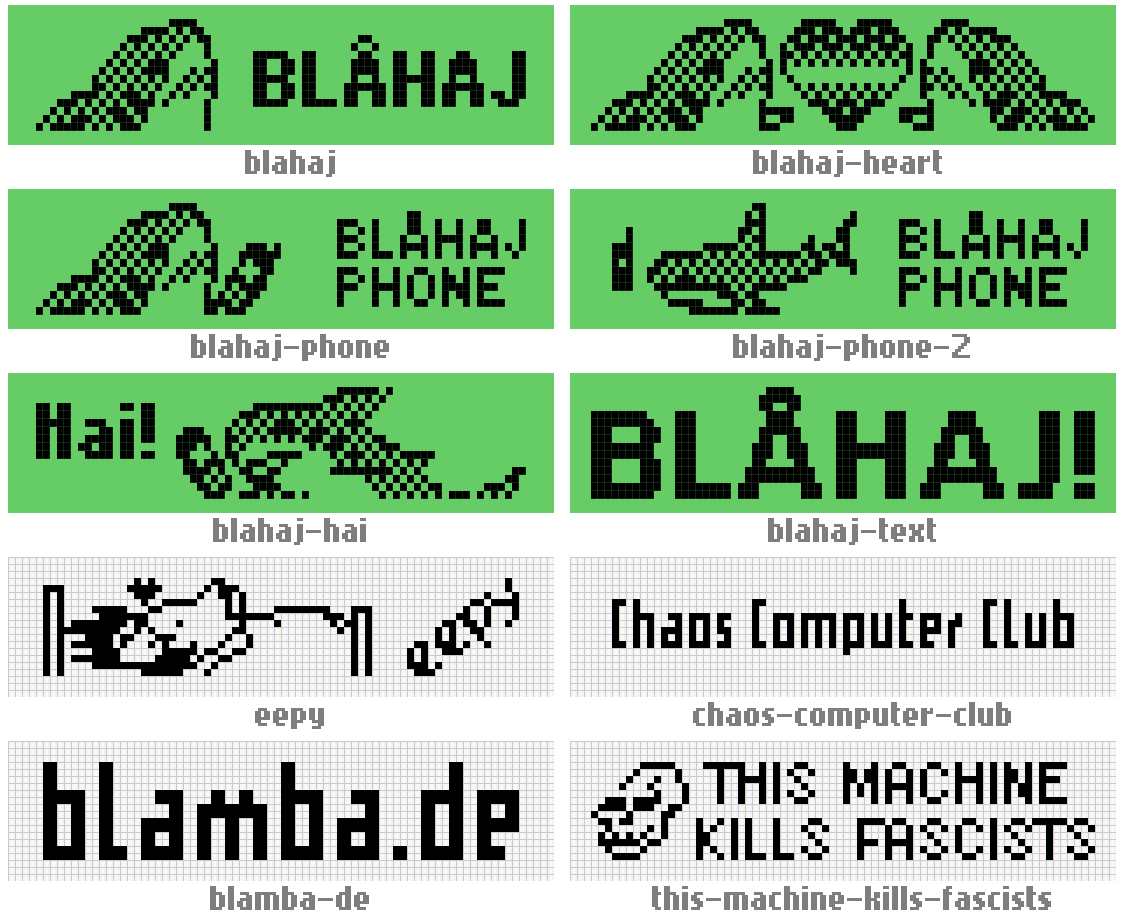 BLÅHAJ
blahaj
blahaj-heart
BLÅHAJ
PHONE
blahaj-phone
BLÅHAJ
PHONE
blahaj-phone-2
Hai!
blahaj-hai
BLÅHAJ!
blahaj-text
eepy
eepy
Chaos Computer Club
chaos-computer-club
blamba.de
blamba-de
THIS MACHINE
KILLS FASCISTS
this-machine-kills-fascists